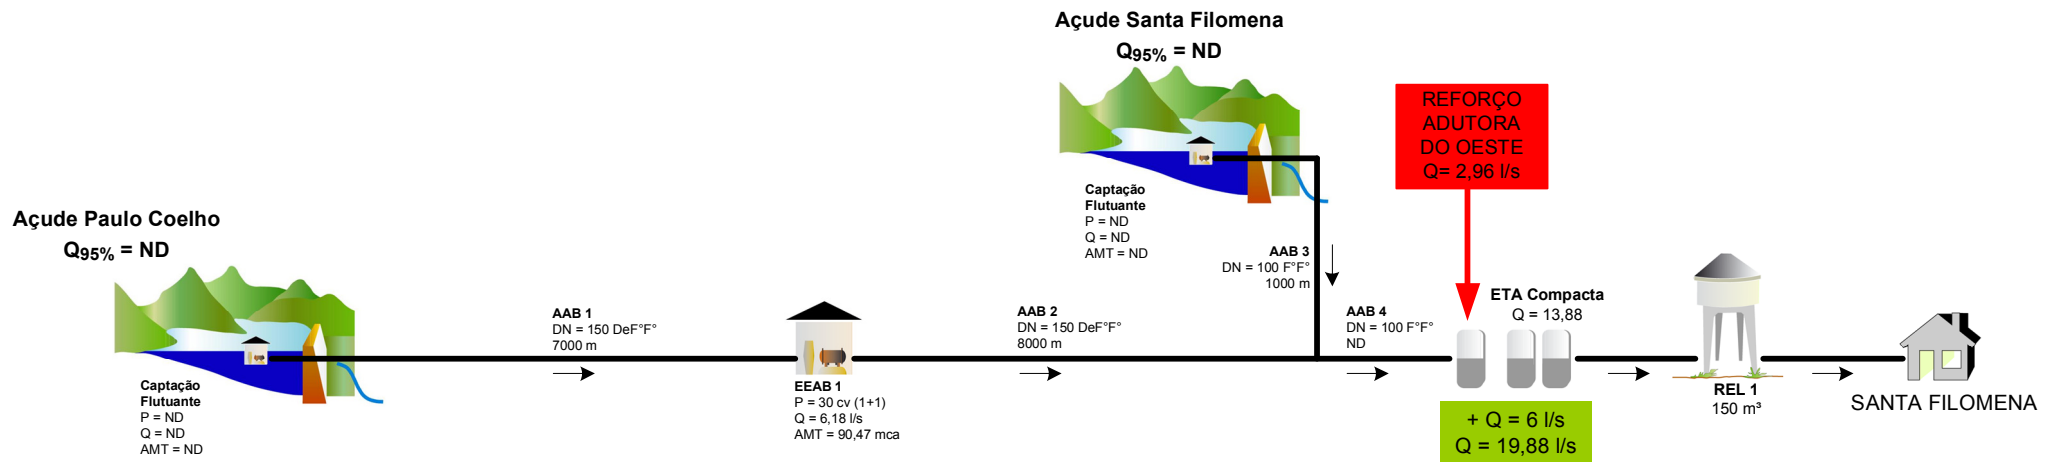 Açude Santa Filomena
Q95% = ND
REFORÇO
ADUTORA
DO OESTE
Q= 2,96 l/s
Captação
Flutuante
P = ND
Q = ND
AMT = ND
Açude Paulo Coelho
Q95% = ND
AAB 3
DN = 100 F°F°
1000 m
ETA Compacta
Q = 13,88
AAB 1
DN = 150 DeF°F°
7000 m
AAB 2
DN = 150 DeF°F°
8000 m
AAB 4
DN = 100 F°F°
ND
Captação
Flutuante
P = ND
Q = ND
AMT = ND
EEAB 1
P = 30 cv (1+1)
Q = 6,18 l/s
AMT = 90,47 mca
REL 1
150 m³
SANTA FILOMENA
+ Q = 6 l/s
Q = 19,88 l/s